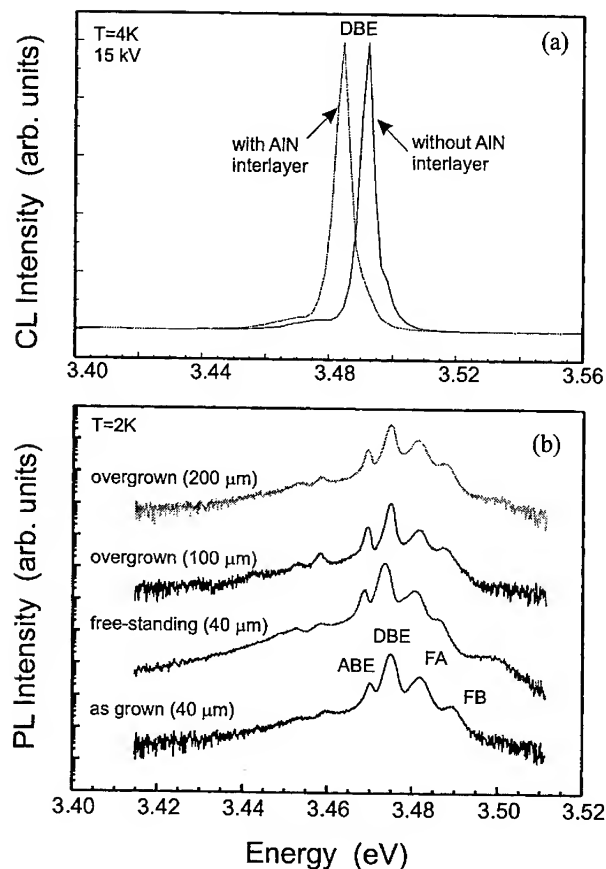 T=4K
15 kV
DBE
(a)
with AlN
interlayer
without AlN
interlayer
CL Intensity (arb. units)
3.40 3.44 3.48 3.52 3.56
T=2K
(b)
overgrown (200 µm)
overgrown (100 µm)
free-standing (40 µm)
DBE
ABE
FA
FB
as grown (40 µm)
PL Intensity (arb. units)
3.40 3.42 3.44 3.46 3.48 3.50 3.52
Energy (eV)